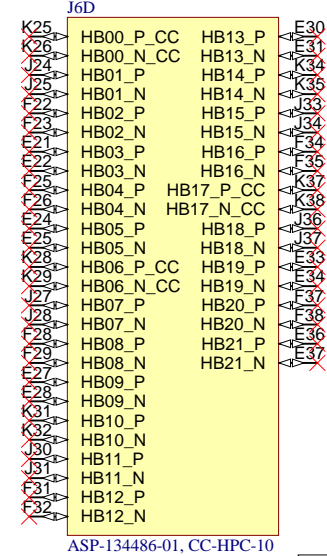 J6D
K25 HB00_P_CC HB13_P E30
K26 HB00_N_CC HB13_N E31
J24 HB01_P HB14_P K34
J25 HB01_N HB14_N K35
F22 HB02_P HB15_P J33
F23 HB02_N HB15_N J34
E21 HB03_P HB16_P F34
E22 HB03_N HB16_N F35
F25 HB04_P HB17_P_CC K37
F26 HB04_N HB17_N_CC K38
E24 HB05_P HB18_P J36
E25 HB05_N HB18_N J37
K28 HB06_P_CC HB19_P E33
K29 HB06_N_CC HB19_N E34
J27 HB07_P HB20_P F37
J28 HB07_N HB20_N F38
F28 HB08_P HB21_P E36
F29 HB08_N HB21_N E37
E27 HB09_P
E28 HB09_N
K31 HB10_P
K32 HB10_N
J30 HB11_P
J31 HB11_N
F31 HB12_P
F32 HB12_N
ASP-134486-01, CC-HPC-10